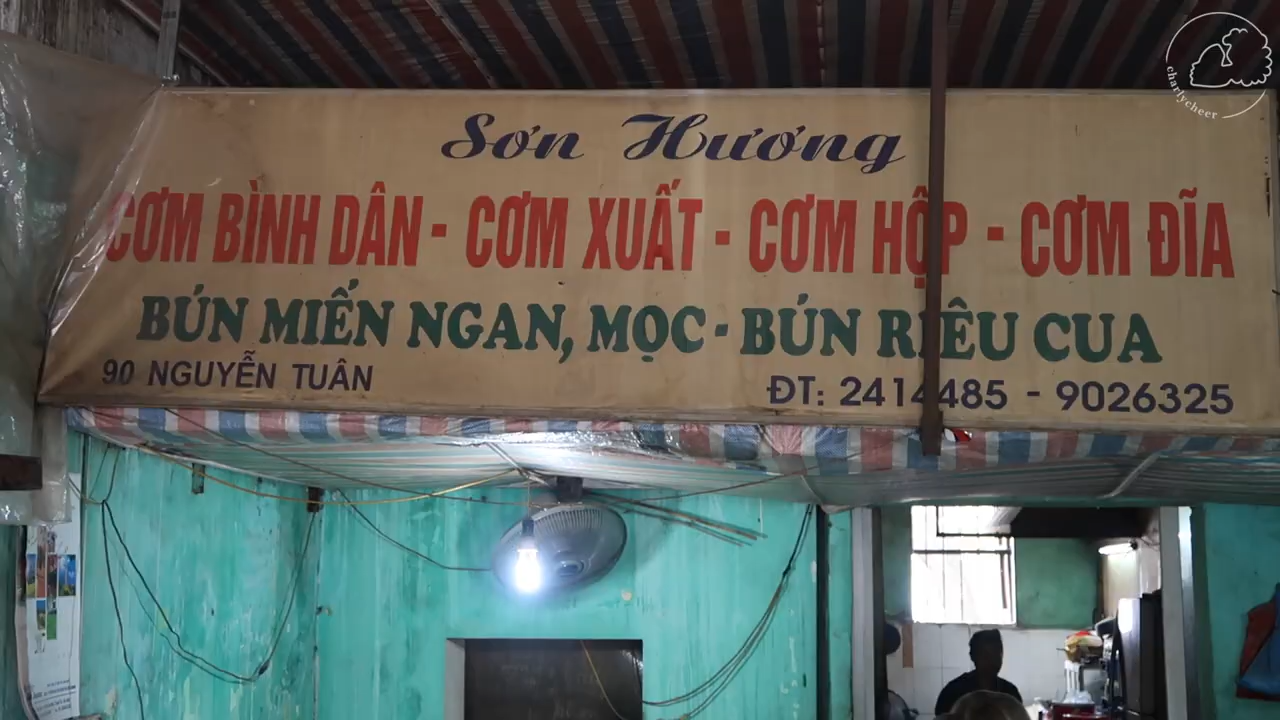 Sơn Hương
CƠM BÌNH DÂN - CƠM XUẤT - CƠM HỘP - CƠM ĐĨA
BÚN MIẾN NGAN, MỌC - BÚN RIÊU CUA
90 NGUYỄN TUÂN
ĐT: 2414485 - 9026325
charlycheer